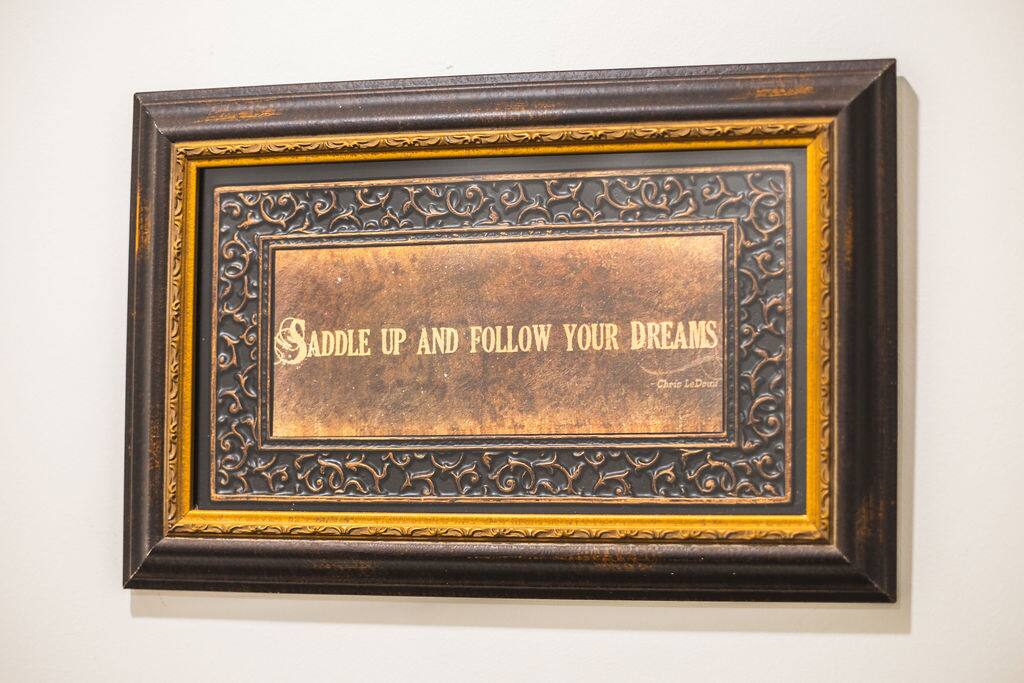 SADDLE UP AND FOLLOW YOUR DREAMS
~Chris LeDoux